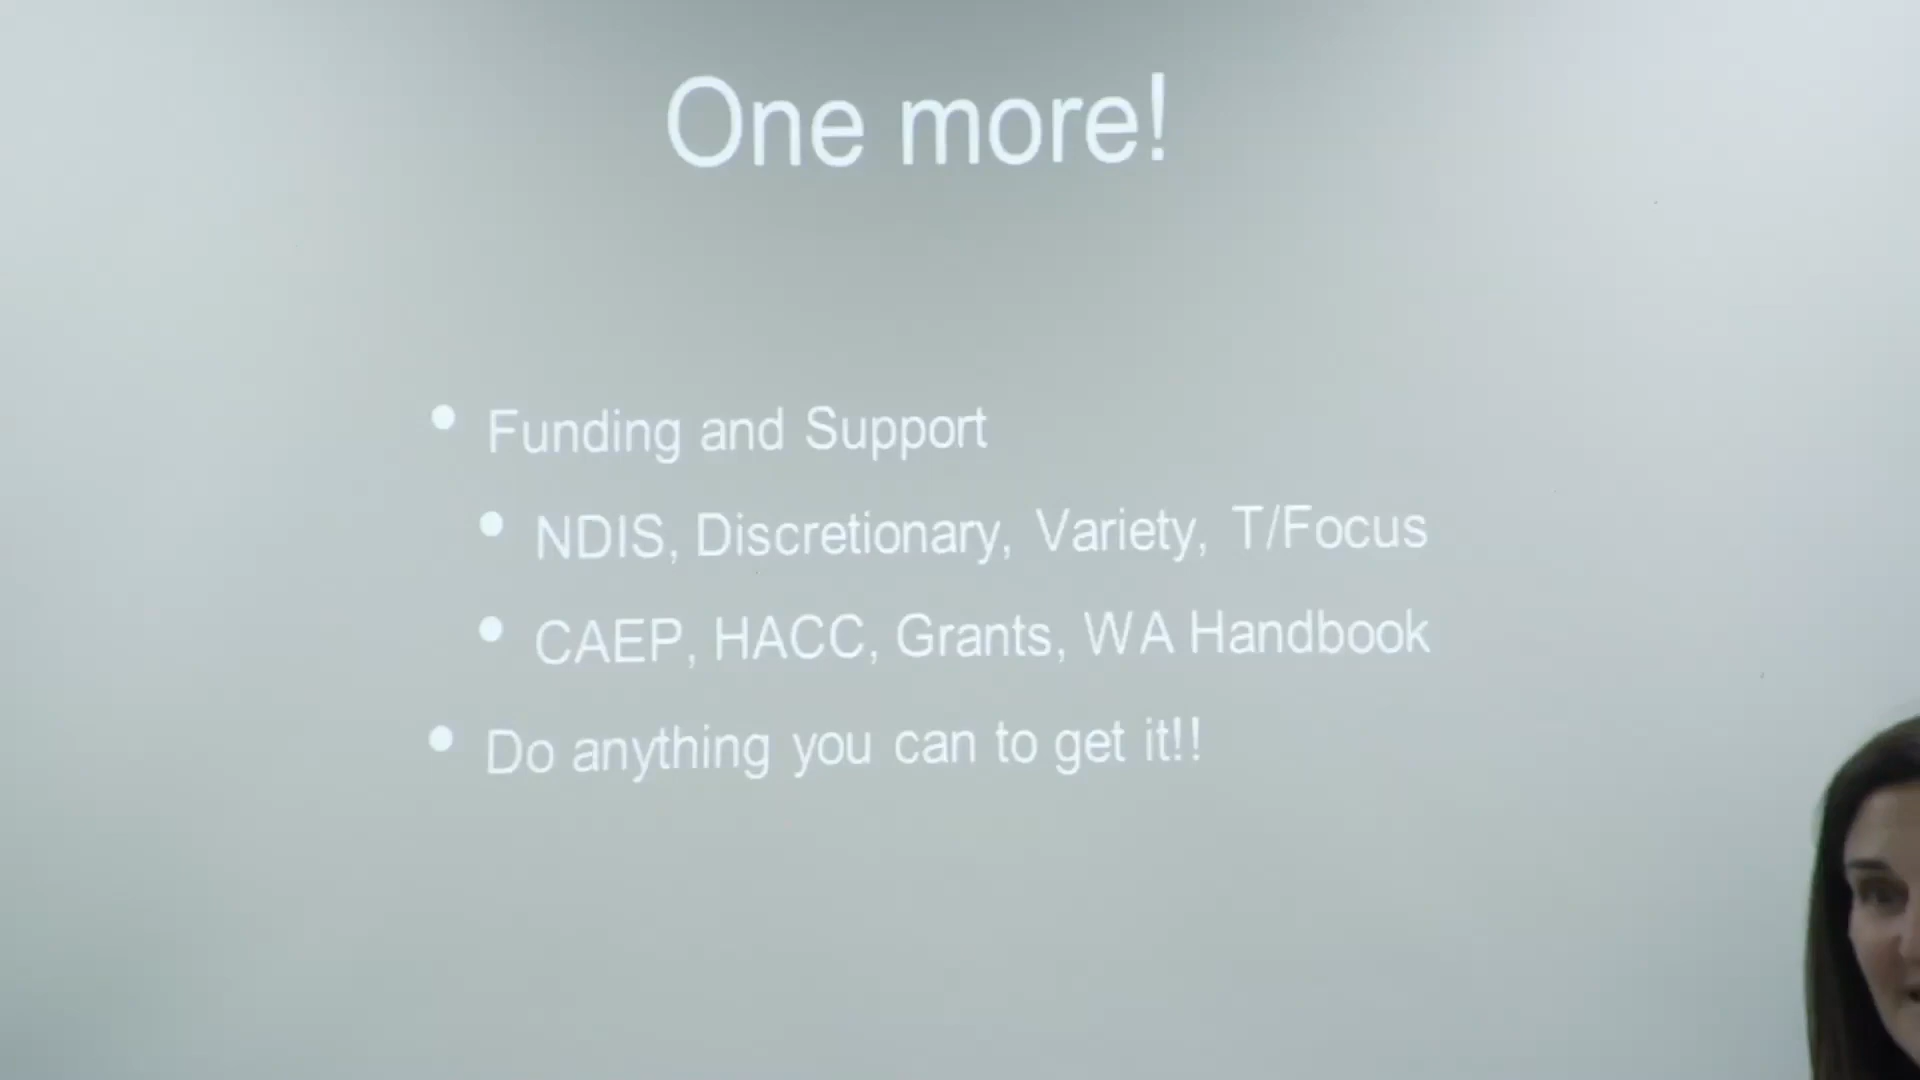 One more!
• Funding and Support
• NDIS, Discretionary, Variety, T/Focus
• CAEP, HACC, Grants, WA Handbook
• Do anything you can to get it!!